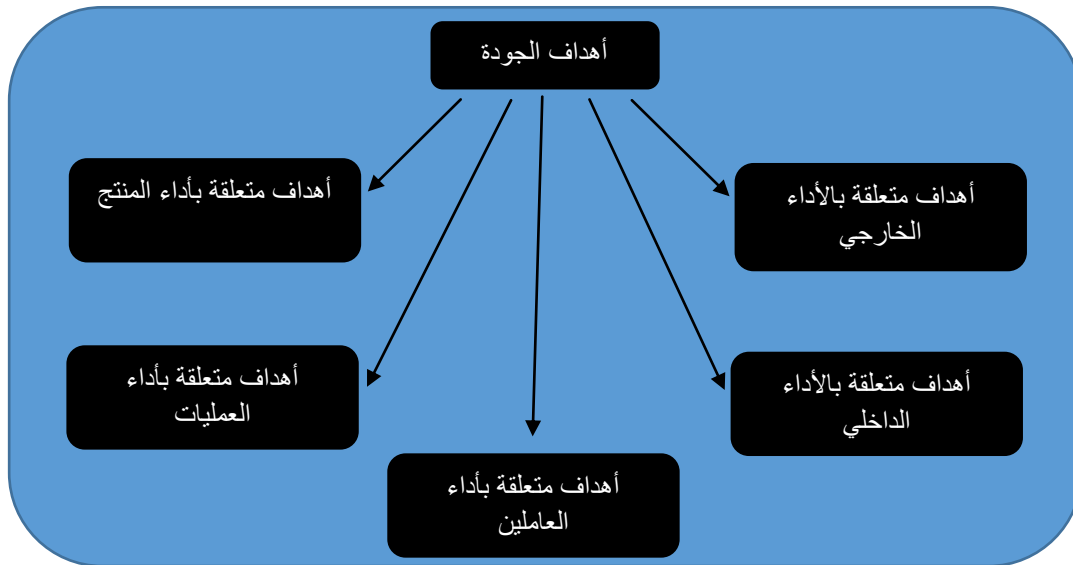 أهداف الجودة
أهداف متعلقة بالأداء
الخارجي
أهداف متعلقة بأداء المنتج
أهداف متعلقة بالأداء
الداخلي
أهداف متعلقة بأداء
العمليات
أهداف متعلقة بأداء
العاملين